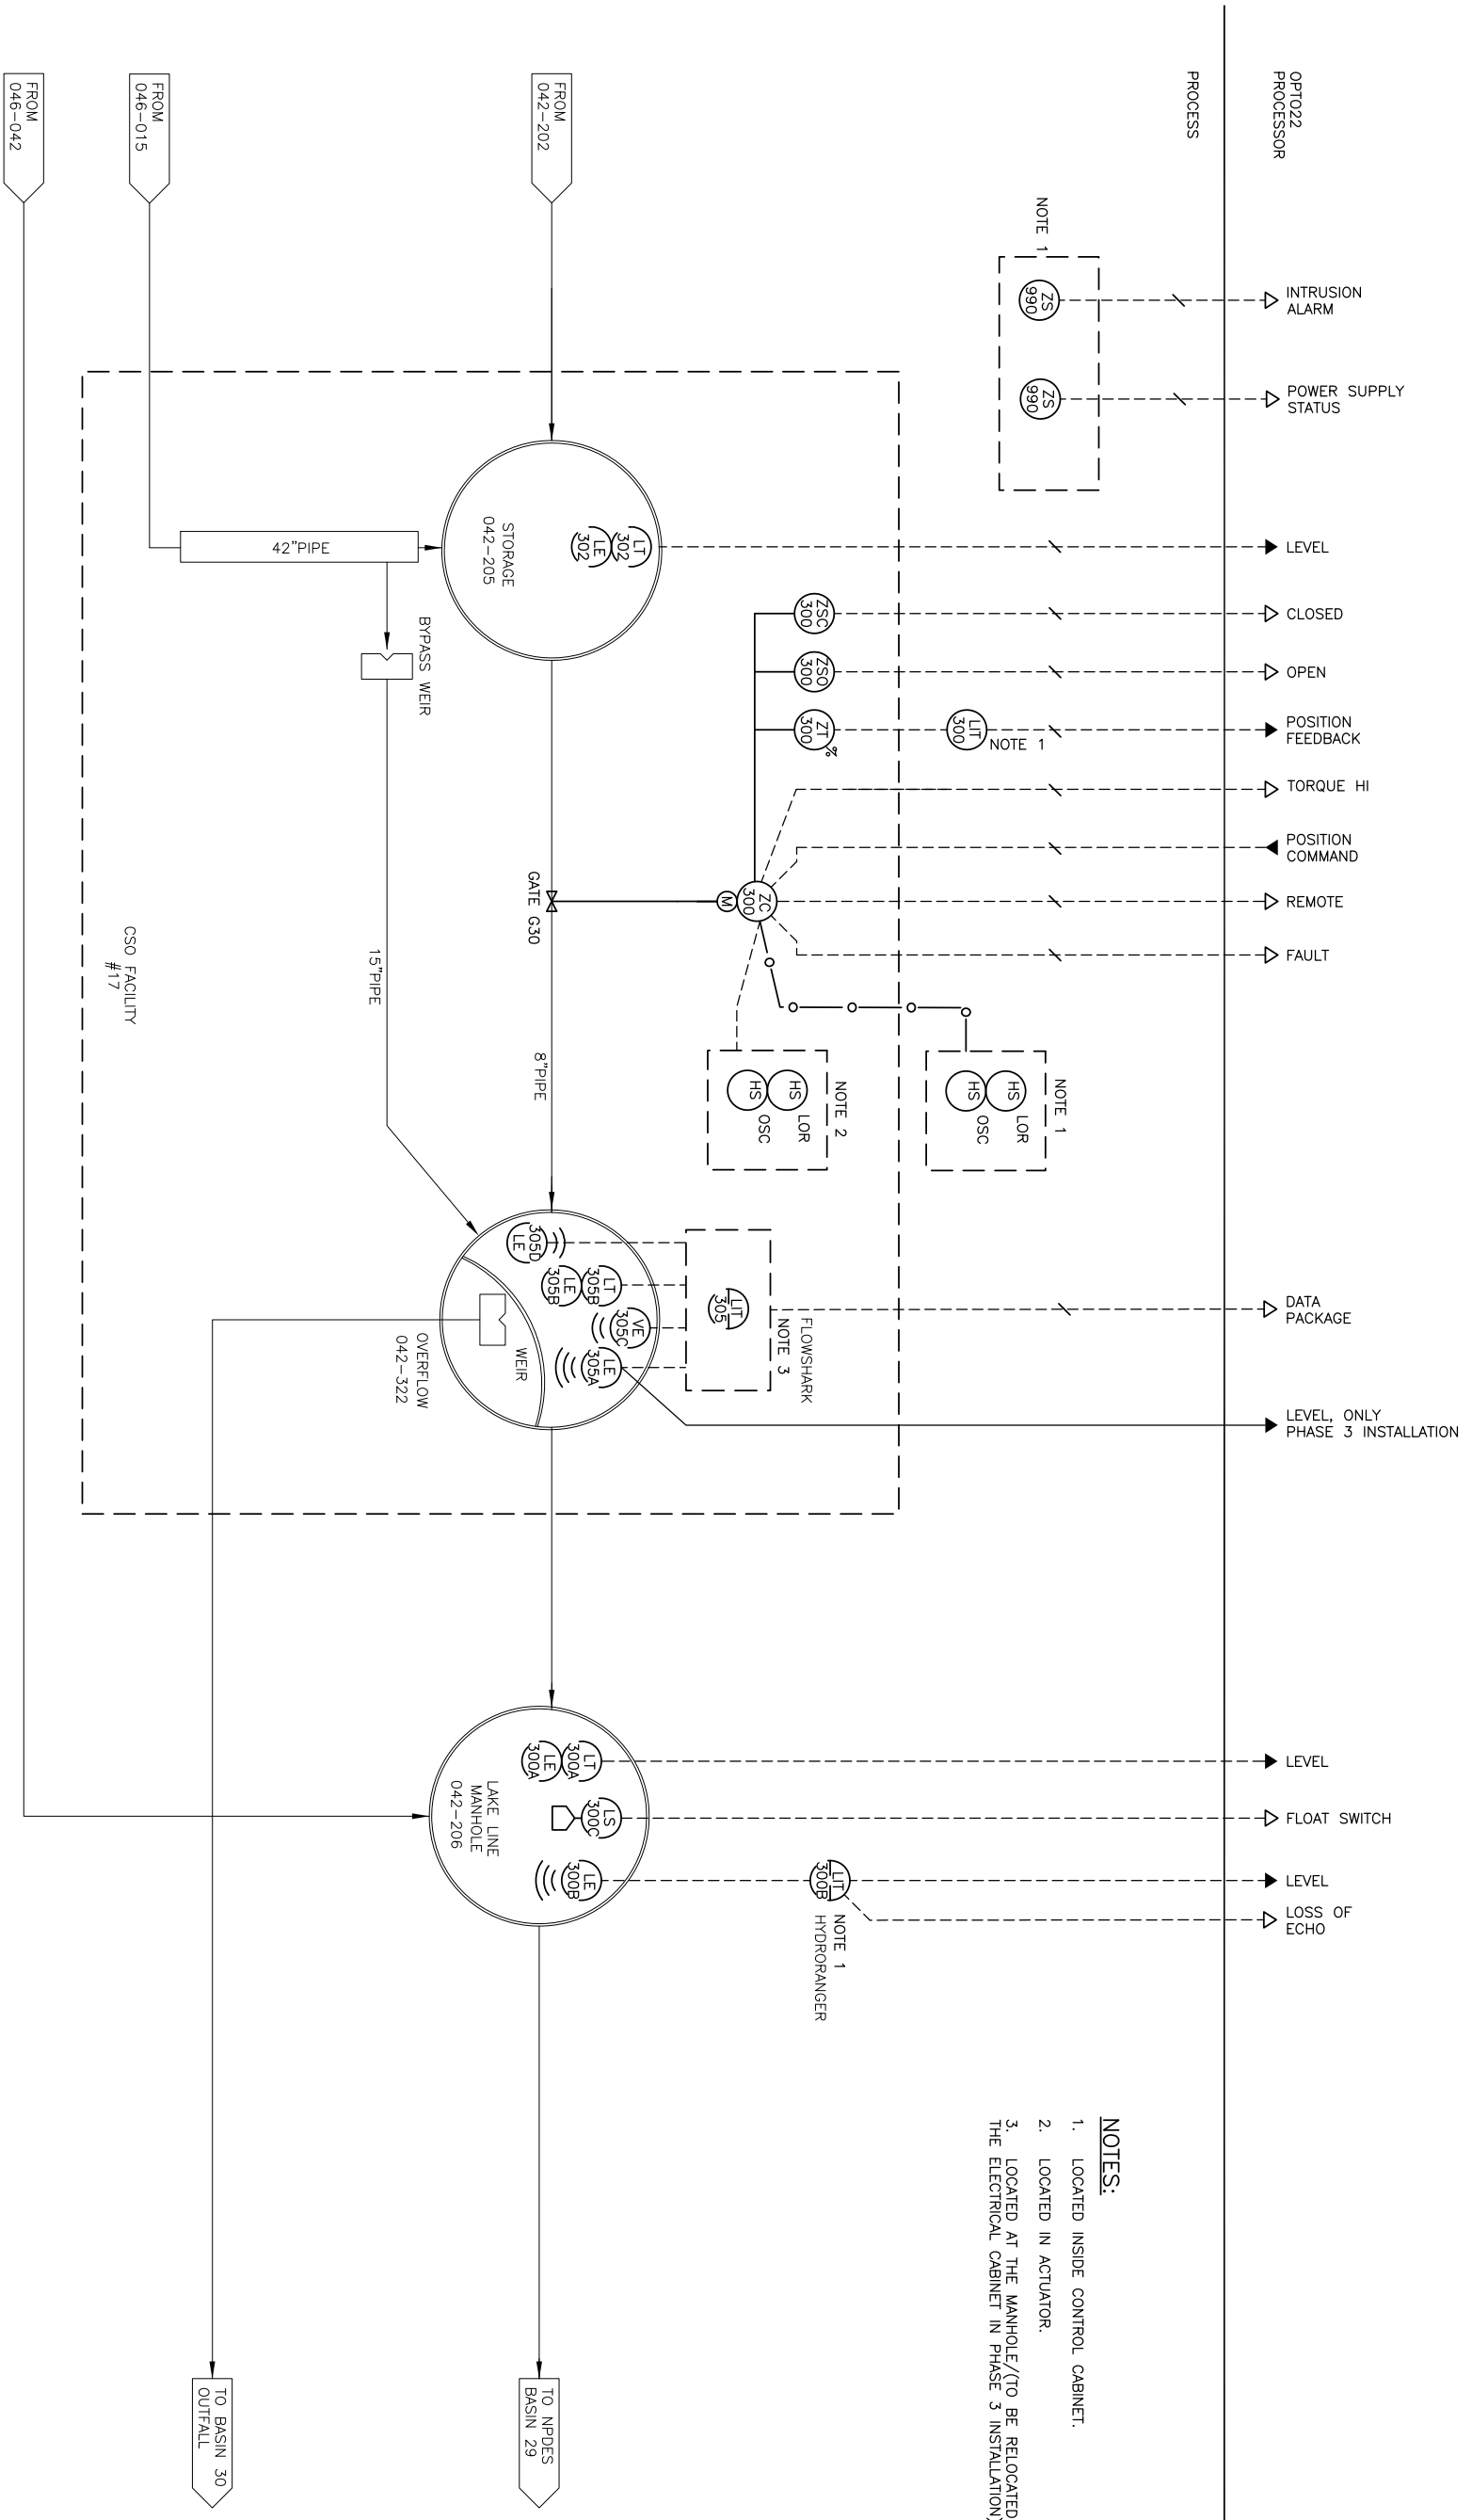 OPTO22
PROCESSOR
PROCESS
INTRUSION
ALARM
POWER SUPPLY
STATUS
LEVEL
CLOSED
OPEN
POSITION
FEEDBACK
TORQUE HI
POSITION
COMMAND
REMOTE
FAULT
DATA
PACKAGE
LEVEL, ONLY
PHASE 3 INSTALLATION
LEVEL
FLOAT SWITCH
LEVEL
LOSS OF
ECHO
NOTE 1
ZS
990
ZS
990
FROM
042-202
FROM
046-015
FROM
046-042
LT
302
LE
302
STORAGE
042-205
42"PIPE
BYPASS WEIR
15"PIPE
CSO FACILITY
#17
ZSC
300
ZSO
300
ZT
300
%
LIT
300
NOTE 1
ZC
300
M
GATE G30
8"PIPE
NOTE 1
HS
LOR
HS
OSC
NOTE 2
HS
LOR
HS
OSC
FLOWSHARK
NOTE 3
LIT
305
305D
LE
LT
305B
LE
305B
VE
305C
LE
305A
WEIR
OVERFLOW
042-322
LT
300A
LE
300A
LS
300C
LE
300B
LIT
300B
NOTE 1
HYDRORANGER
LAKE LINE
MANHOLE
042-206
TO NPDES
BASIN 29
TO BASIN 30
OUTFALL
NOTES:
1. LOCATED INSIDE CONTROL CABINET.
2. LOCATED IN ACTUATOR.
3. LOCATED AT THE MANHOLE/(TO BE RELOCATED
THE ELECTRICAL CABINET IN PHASE 3 INSTALLATION)